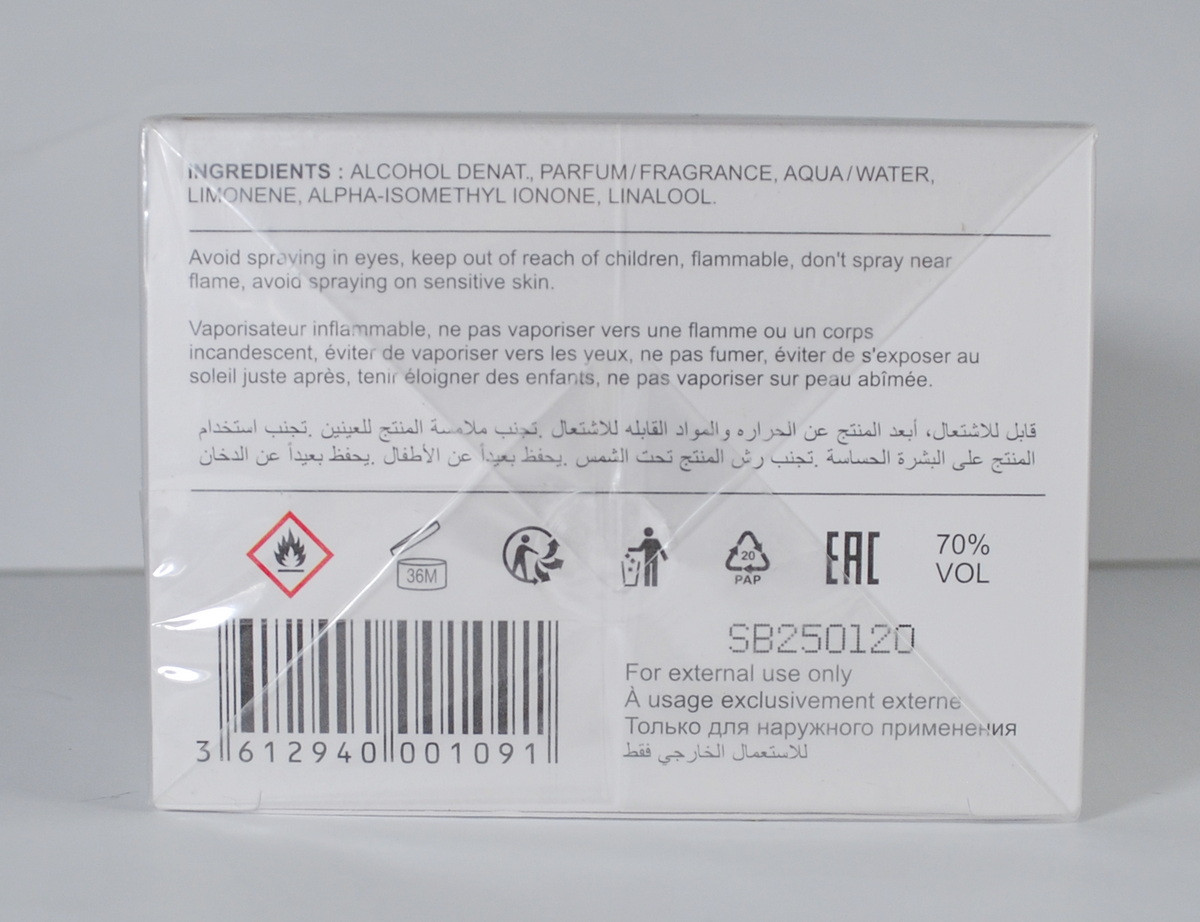 INGREDIENTS : ALCOHOL DENAT., PARFUM/FRAGRANCE, AQUA/WATER,
LIMONENE, ALPHA-ISOMETHYL IONONE, LINALOOL.
Avoid spraying in eyes, keep out of reach of children, flammable, don't spray near
flame, avoid spraying on sensitive skin.
Vaporisateur inflammable, ne pas vaporiser vers une flamme ou un corps
incandescent, éviter de vaporiser vers les yeux, ne pas fumer, éviter de s'exposer au
soleil juste après, tenir éloigner des enfants, ne pas vaporiser sur peau abîmée.
قابل للاشتعال، أبعد المنتج عن الحراره والمواد القابله للاشتعال .تجنب ملامسة المنتج للعينين .تجنب استخدام
المنتج على البشرة الحساسة .تجنب رش المنتج تحت الشمس .يحفظ بعيداً عن الأطفال .يحفظ بعيداً عن الدخان
36M
20
PAP
EAC
70%
VOL
SB250120
For external use only
À usage exclusivement externe
Только для наружного применения
للاستعمال الخارجي فقط
3 612940 001091